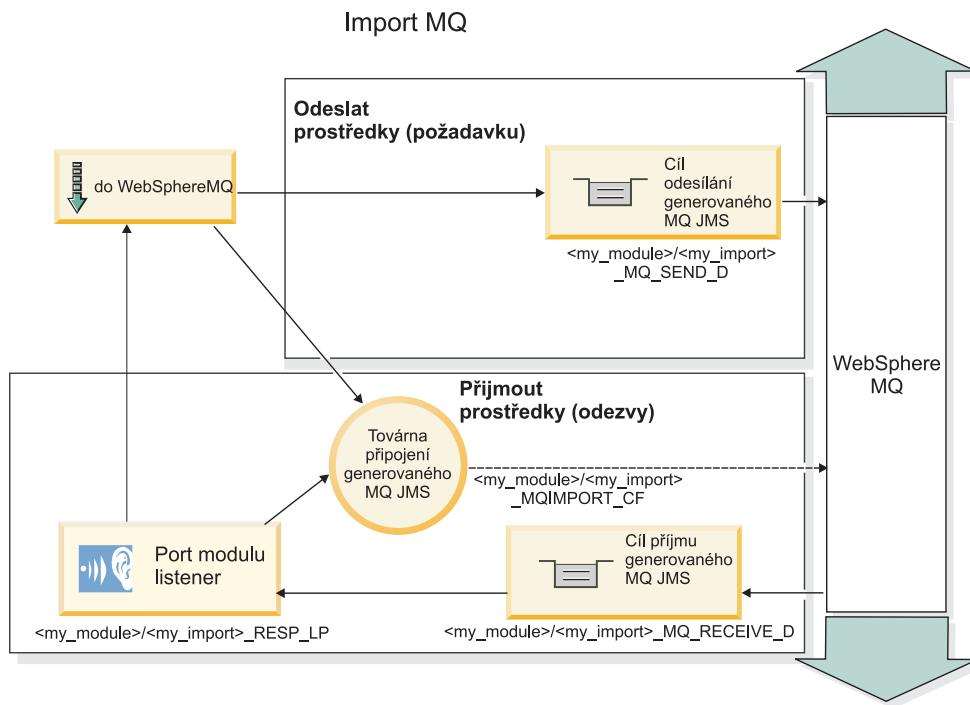 Import MQ
Odeslat
prostředky (požadavku)
do WebSphereMQ
Cíl
odesílání
generovaného
MQ JMS
<my_module>/<my_import>
_MQ_SEND_D
WebSphere
MQ
Přijmout
prostředky (odezvy)
Továrna
připojení
generovaného
MQ JMS
<my_module>/<my_import>
_MQIMPORT_CF
Port modulu
listener
<my_module>/<my_import>_RESP_LP
Cíl příjmu
generovaného
MQ JMS
<my_module>/<my_import>_MQ_RECEIVE_D